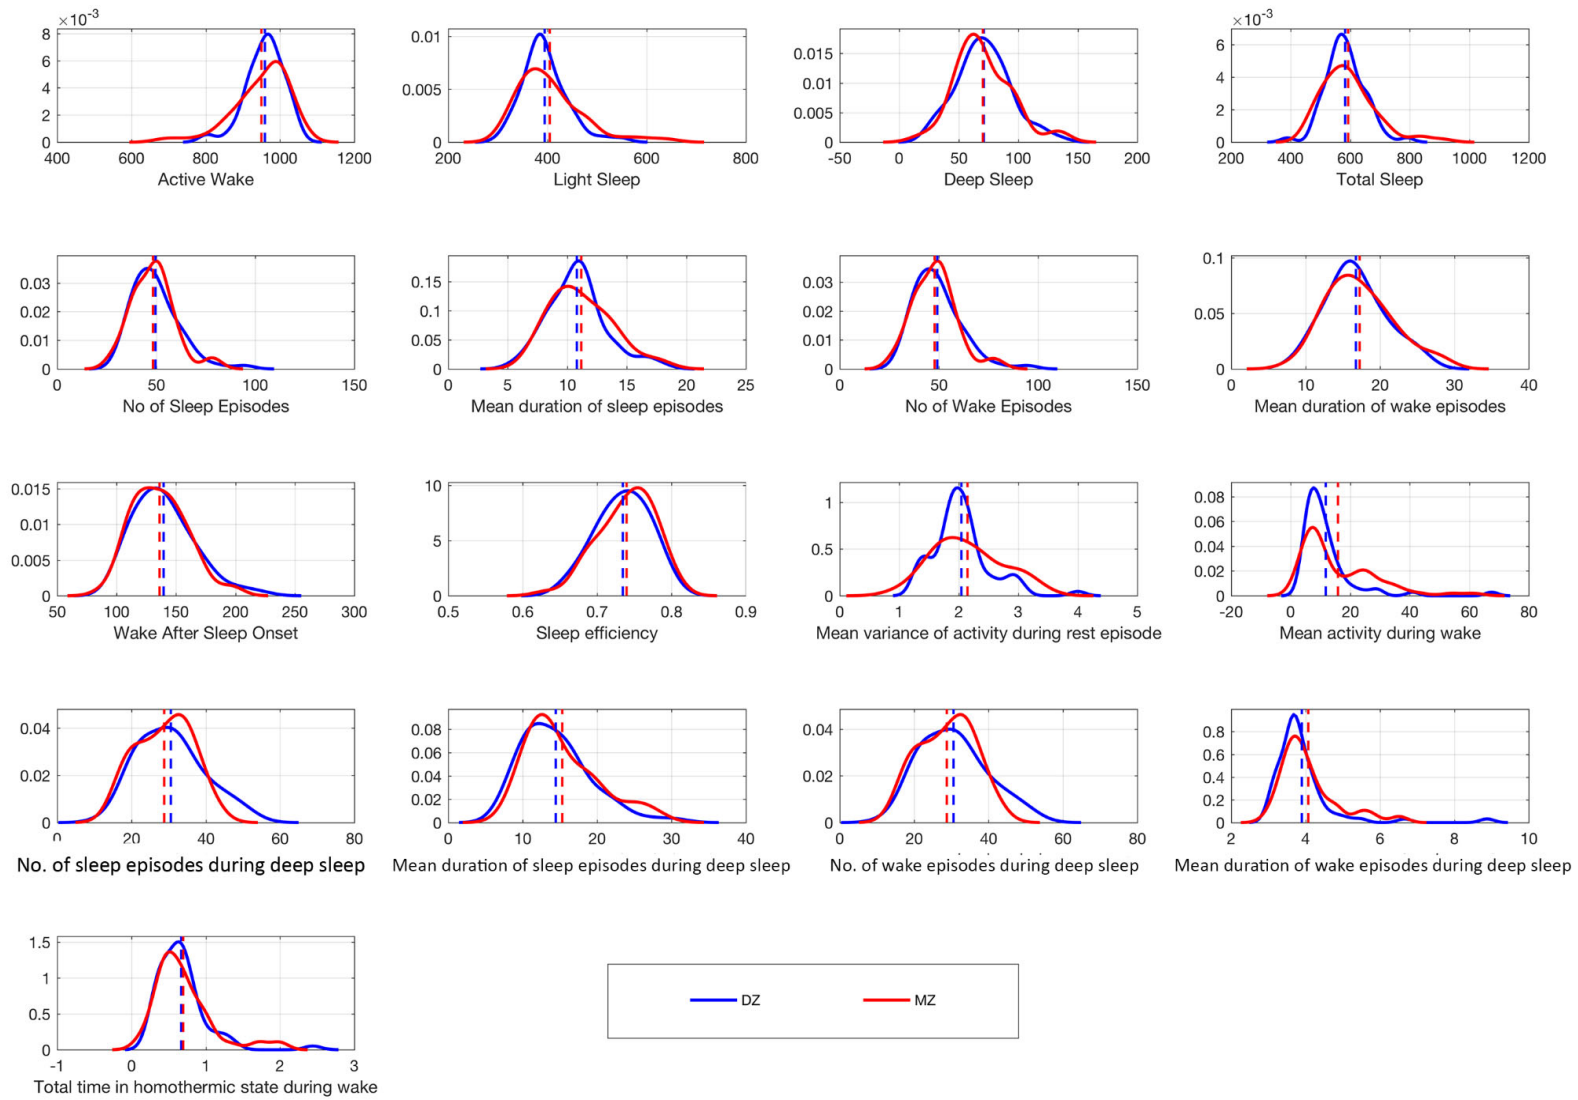 ×10⁻³
8
6
4
2
0
400 600 800 1000 1200
Active Wake
0.01
0.005
0
200 400 600 800
Light Sleep
0.015
0.01
0.005
0
-50 0 50 100 150 200
Deep Sleep
×10⁻³
6
4
2
0
200 400 600 800 1000 1200
Total Sleep
0.03
0.02
0.01
0
0 50 100 150
No of Sleep Episodes
0.15
0.1
0.05
0
0 5 10 15 20 25
Mean duration of sleep episodes
0.03
0.02
0.01
0
0 50 100 150
No of Wake Episodes
0.1
0.05
0
0 10 20 30 40
Mean duration of wake episodes
0.015
0.01
0.005
0
50 100 150 200 250 300
Wake After Sleep Onset
10
5
0
0.5 0.6 0.7 0.8 0.9
Sleep efficiency
1
0.5
0
0 1 2 3 4 5
Mean variance of activity during rest episode
0.08
0.06
0.04
0.02
0
-20 0 20 40 60 80
Mean activity during wake
0.04
0.02
0
0 20 40 60 80
No. of sleep episodes during deep sleep
0.08
0.06
0.04
0.02
0
0 10 20 30 40
Mean duration of sleep episodes during deep sleep
0.04
0.02
0
0 20 40 60 80
No. of wake episodes during deep sleep
0.8
0.6
0.4
0.2
0
2 4 6 8 10
Mean duration of wake episodes during deep sleep
1.5
1
0.5
0
-1 0 1 2 3
Total time in homothermic state during wake
DZ MZ